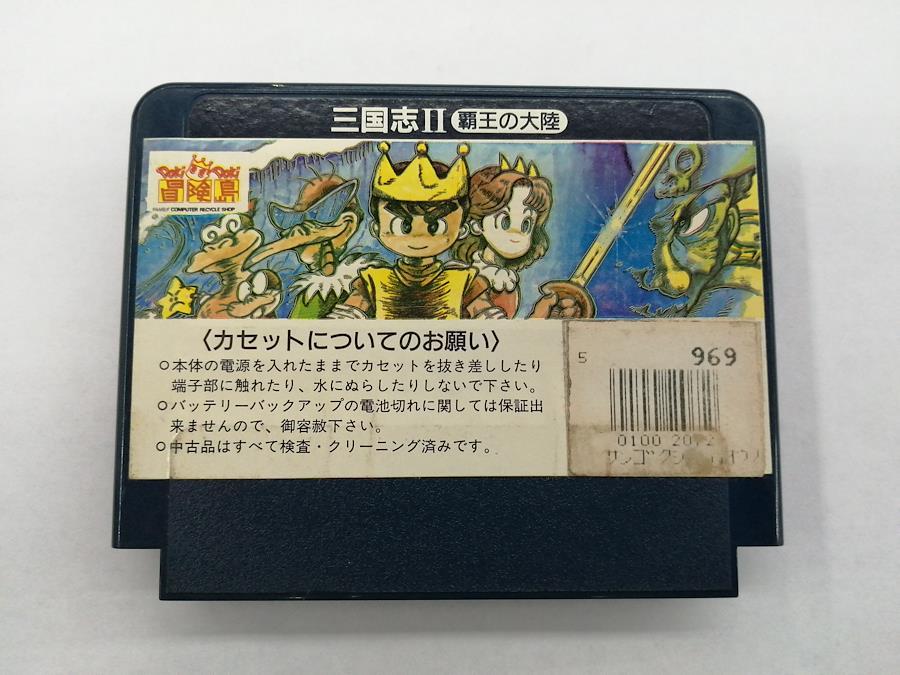 三国志II 覇王の大陸
Doki Doki
冒険島
FAMILY COMPUTER RECYCLE SHOP
〈カセットについてのお願い〉
○本体の電源を入れたままでカセットを抜き差ししたり
端子部に触れたり、水にぬらしたりしないで下さい。
○バッテリーバックアップの電池切れに関しては保証出
来ませんので、御容赦下さい。
○中古品はすべて検査・クリーニング済みです。
5 969
0100
サンゴクシ